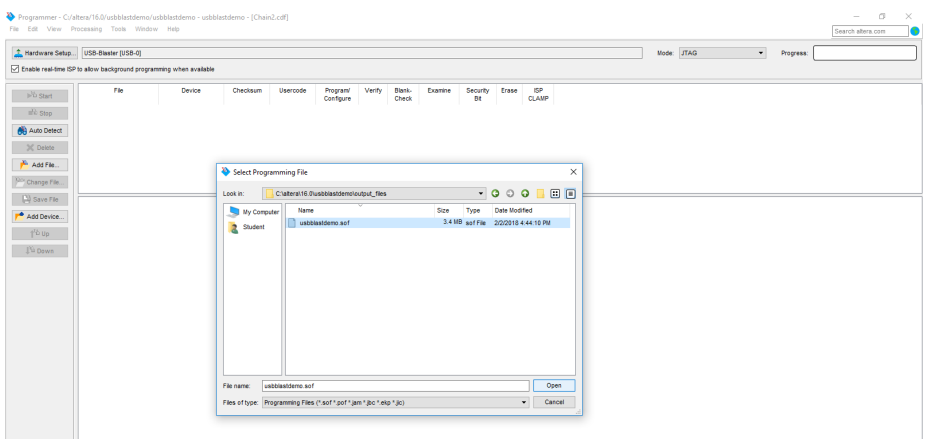 Programmer - C:/altera/16.0/usbblastdemo/usbblastdemo - usbblastdemo - [Chain2.cdf]
File Edit View Processing Tools Window Help
Search altera.com
Hardware Setup... USB-Blaster [USB-0] Mode: JTAG Progress:
Enable real-time ISP to allow background programming when available
Start
Stop
Auto Detect
Delete
Add File...
Change File...
Save File
Add Device...
Up
Down
File Device Checksum Usercode Program/ Configure Verify Blank- Check Examine Security Bit Erase ISP CLAMP
Select Programming File
Look in: C:\altera\16.0\usbblastdemo\output_files
My Computer
Student
Name Size Type Date Modified
usbblastdemo.sof 3.4 MB sof File 2/2/2018 4:44:10 PM
File name: usbblastdemo.sof Open
Files of type: Programming Files (*.sof *.pof *.jam *.jbc *.ekp *.jic) Cancel